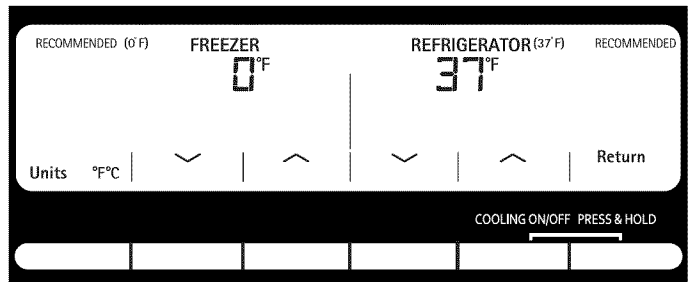 RECOMMENDED (0°F) FREEZER REFRIGERATOR (37°F) RECOMMENDED
0°F 37°F
Units °F°C Return
COOLING ON/OFF PRESS & HOLD